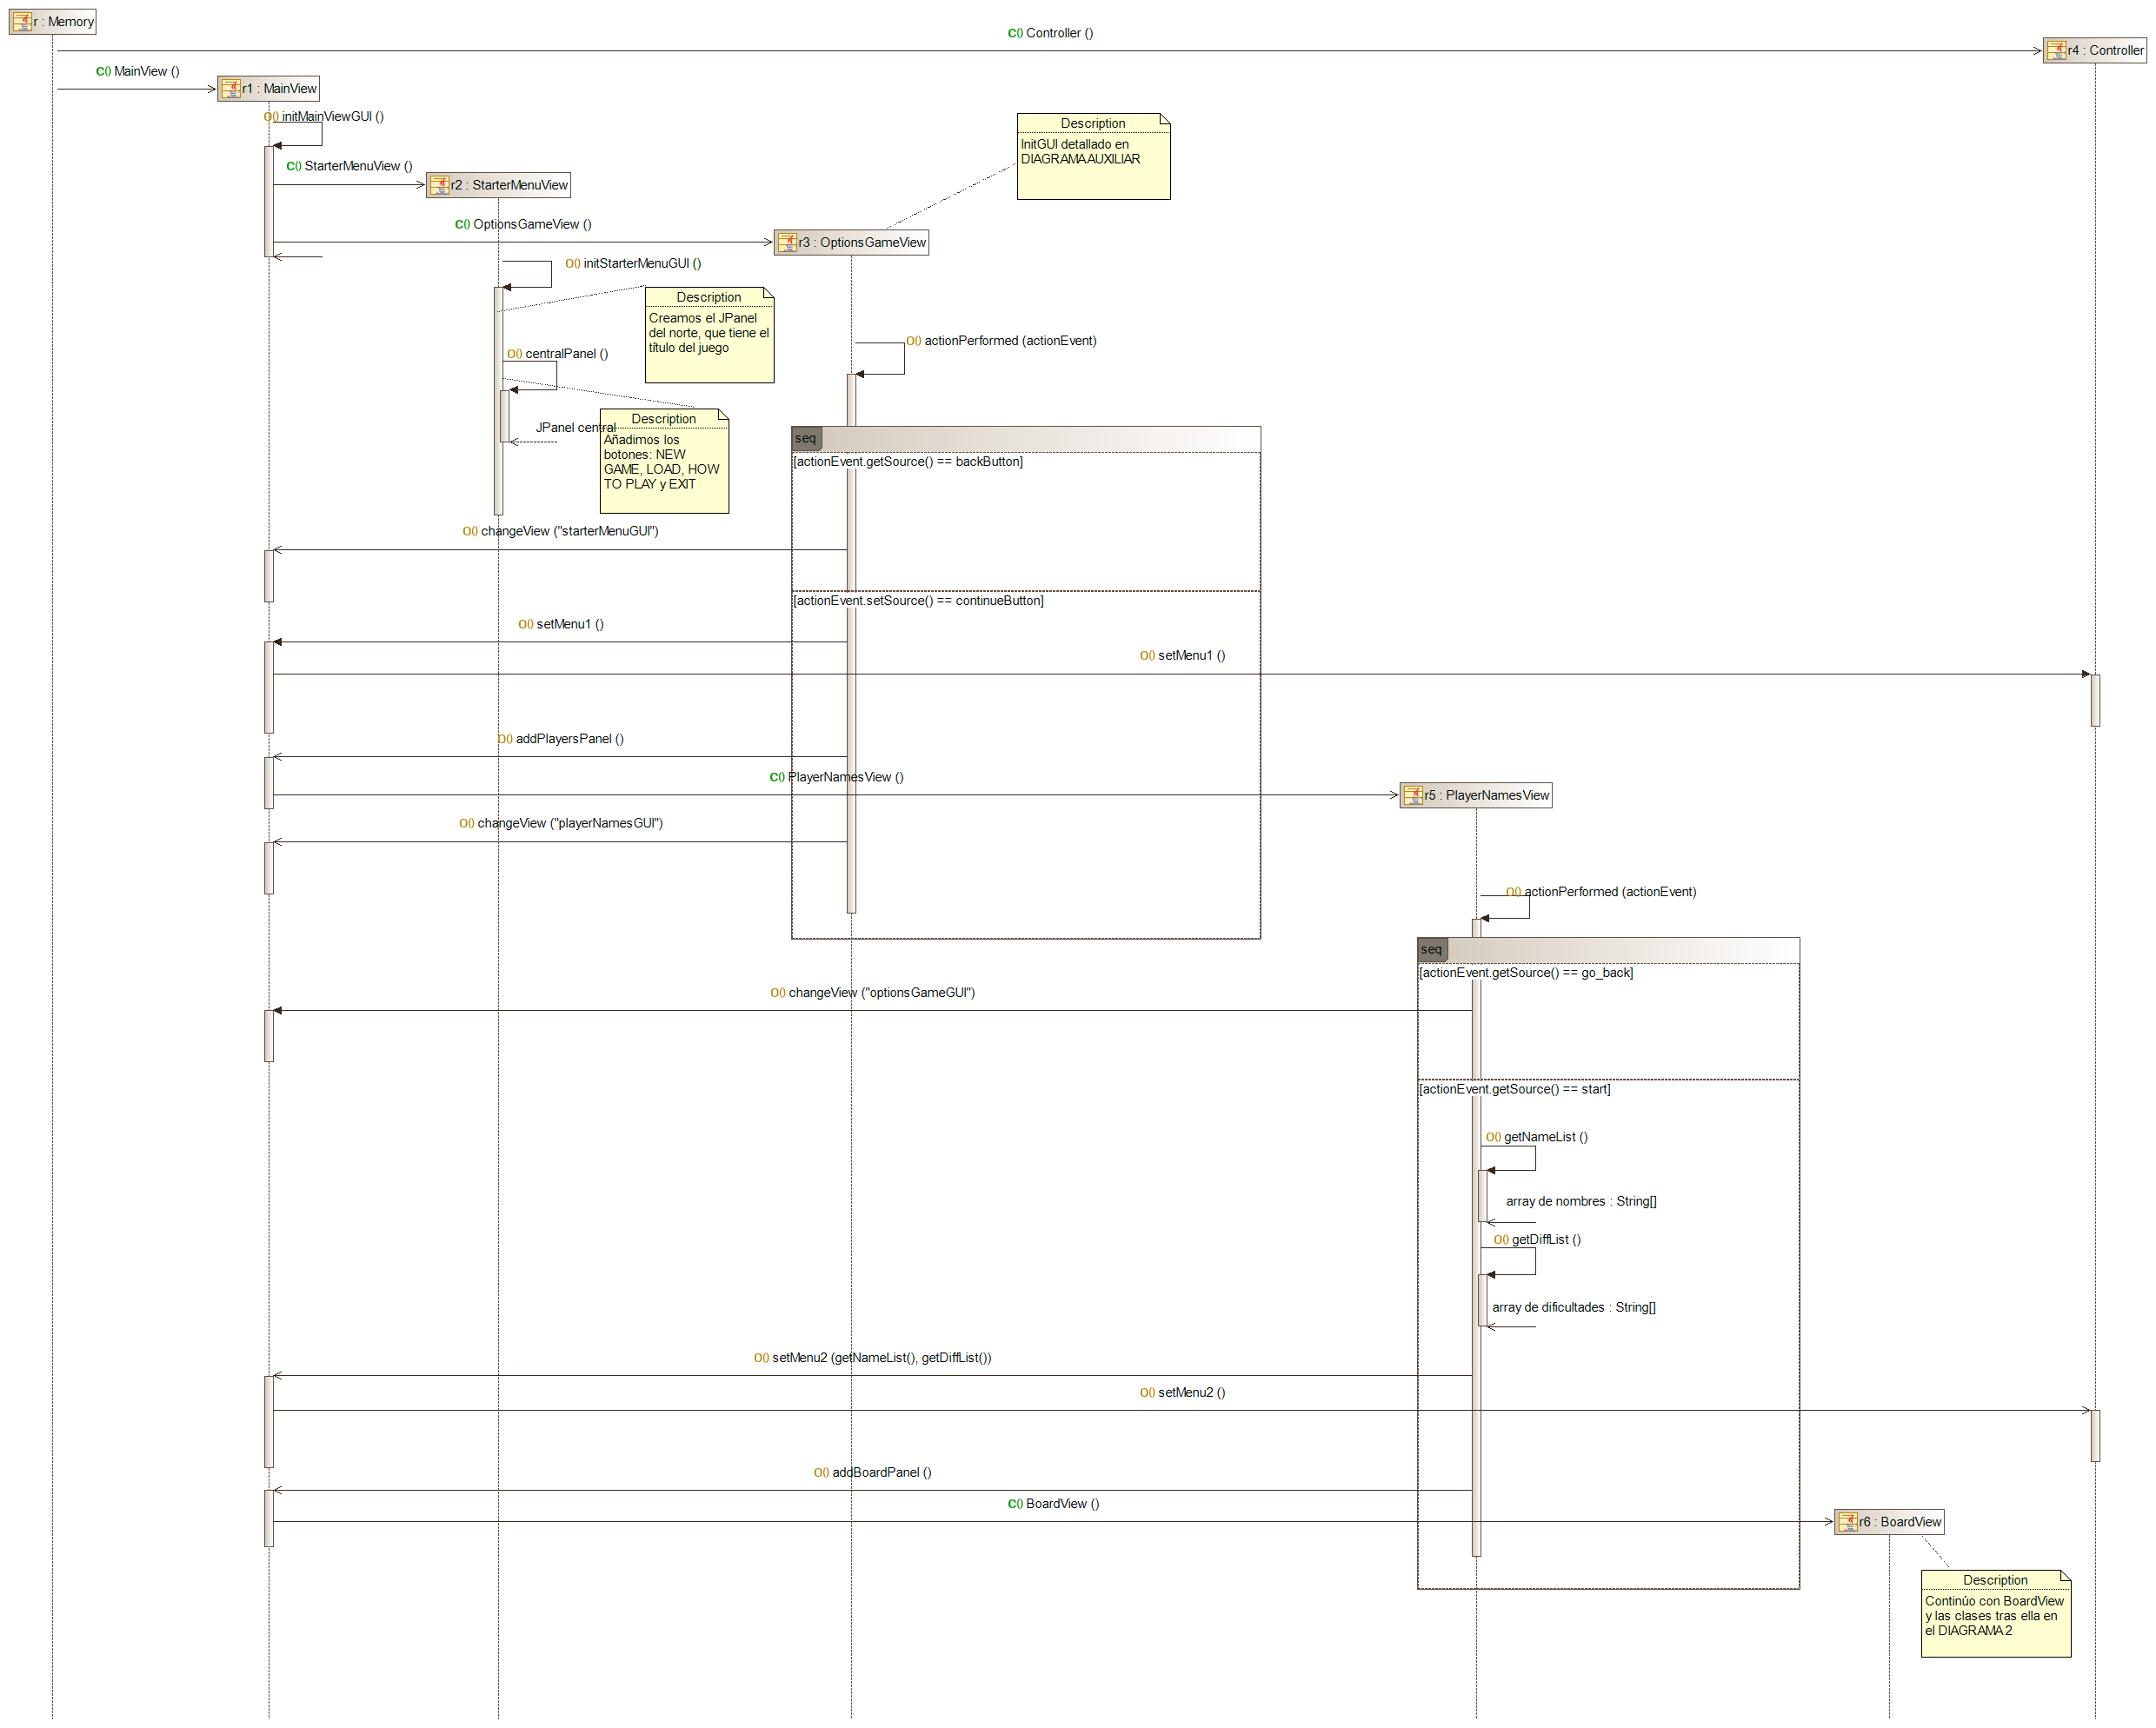 r : Memory
C() Controller ()
r4 : Controller
C() MainView ()
r1 : MainView
O() initMainViewGUI ()
Description
InitGUI detallado en
DIAGRAMA AUXILIAR
C() StarterMenuView ()
r2 : StarterMenuView
C() OptionsGameView ()
r3 : OptionsGameView
O() initStarterMenuGUI ()
Description
Creamos el JPanel
del norte, que tiene el
título del juego
O() actionPerformed (actionEvent)
O() centralPanel ()
Description
JPanel central
Añadimos los
botones: NEW
GAME, LOAD, HOW
TO PLAY y EXIT
seq
[actionEvent.getSource() == backButton]
O() changeView ("starterMenuGUI")
[actionEvent.setSource() == continueButton]
O() setMenu1 ()
O() setMenu1 ()
O() addPlayersPanel ()
C() PlayerNamesView ()
r5 : PlayerNamesView
O() changeView ("playerNamesGUI")
O() actionPerformed (actionEvent)
seq
[actionEvent.getSource() == go_back]
O() changeView ("optionsGameGUI")
[actionEvent.getSource() == start]
O() getNameList ()
array de nombres : String[]
O() getDiffList ()
array de dificultades : String[]
O() setMenu2 (getNameList(), getDiffList())
O() setMenu2 ()
O() addBoardPanel ()
C() BoardView ()
r6 : BoardView
Description
Continúo con BoardView
y las clases tras ella en
el DIAGRAMA 2